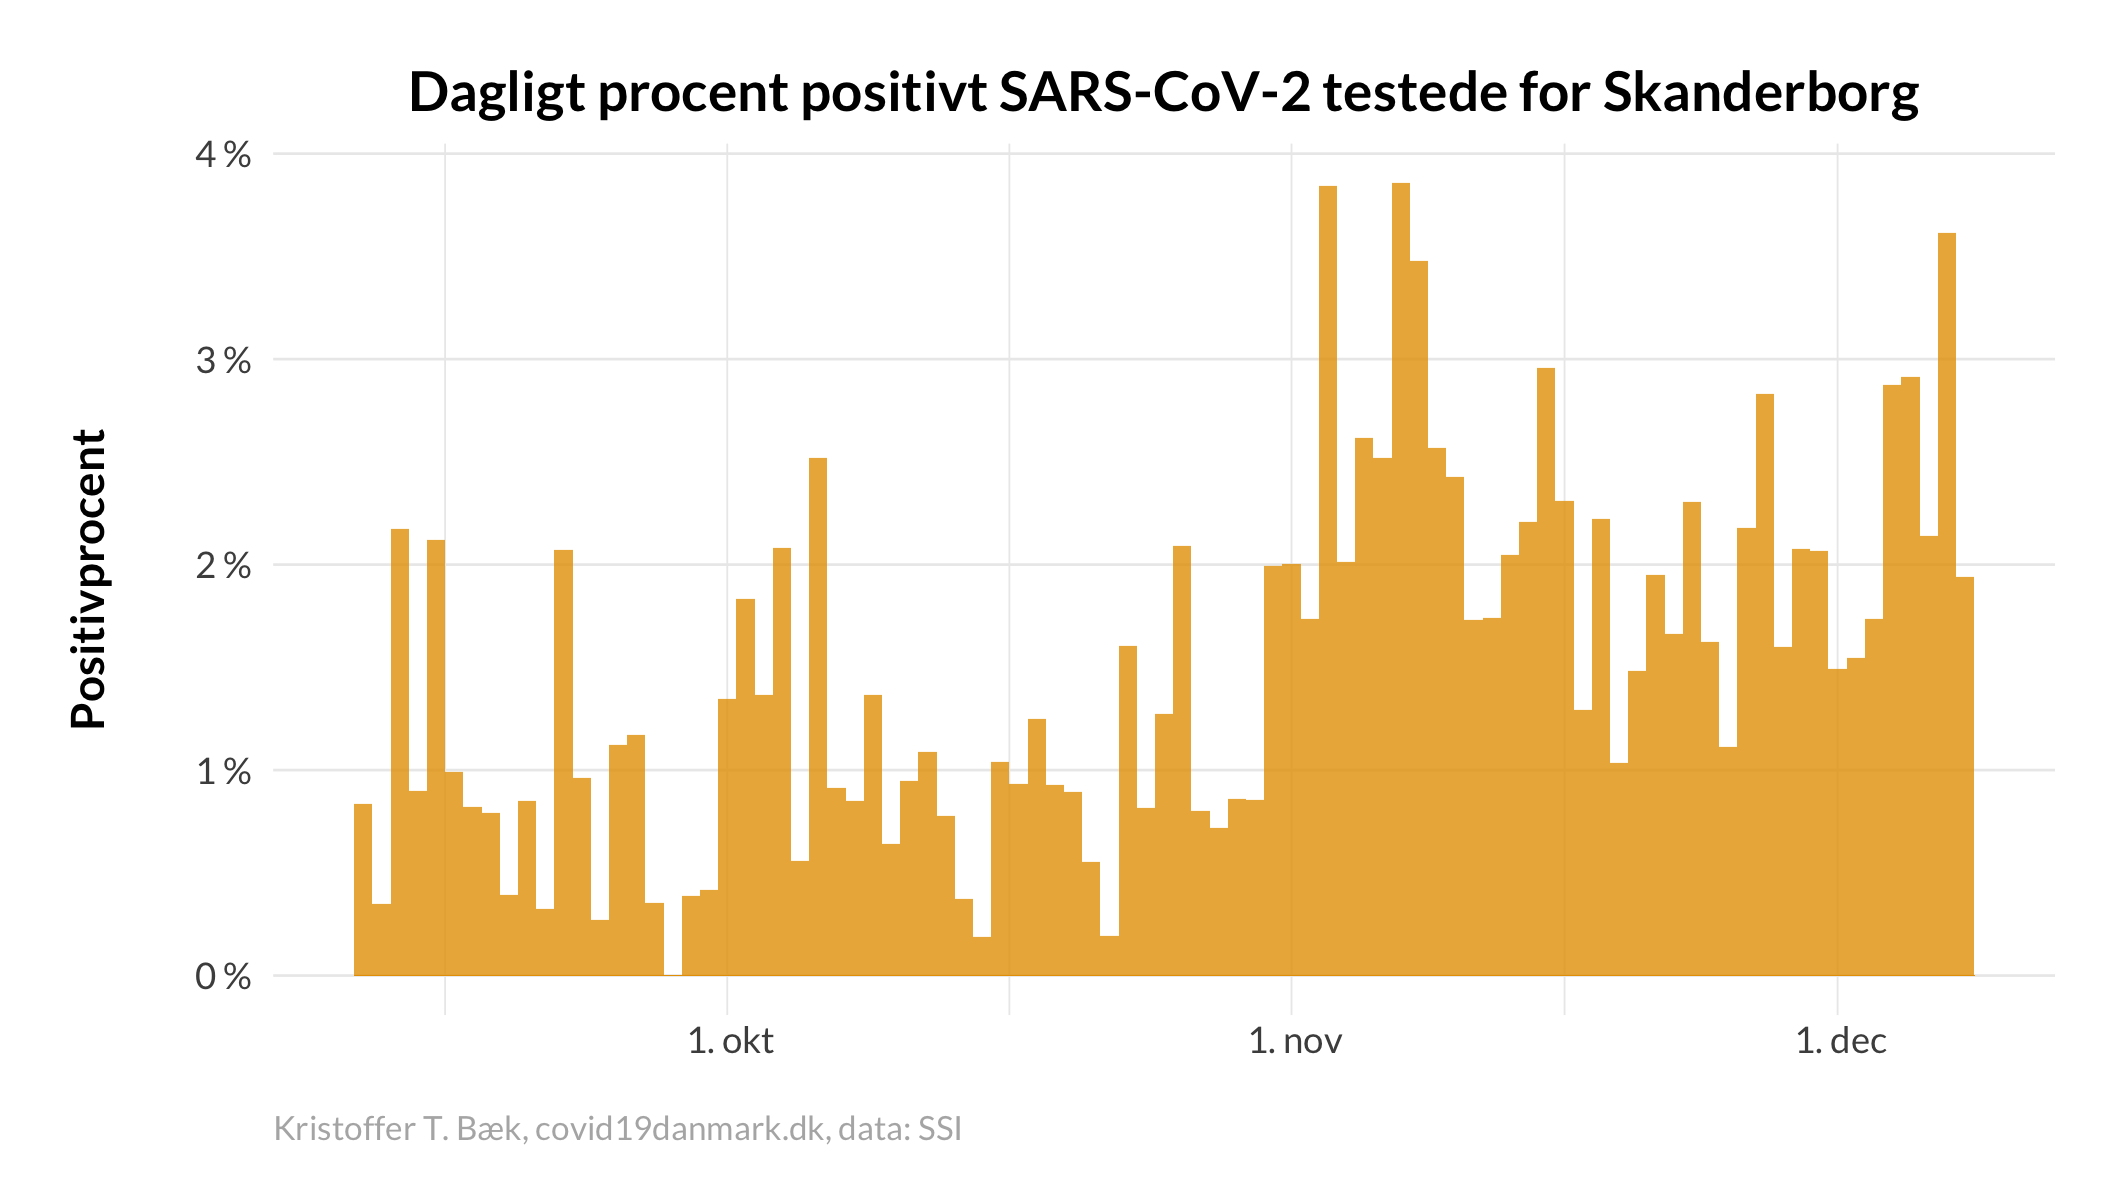 Dagligt procent positivt SARS-CoV-2 testede for Skanderborg
4 %
3 %
2 %
1 %
0 %
Positivprocent
1. okt
1. nov
1. dec
Kristoffer T. Bæk, covid19danmark.dk, data: SSI